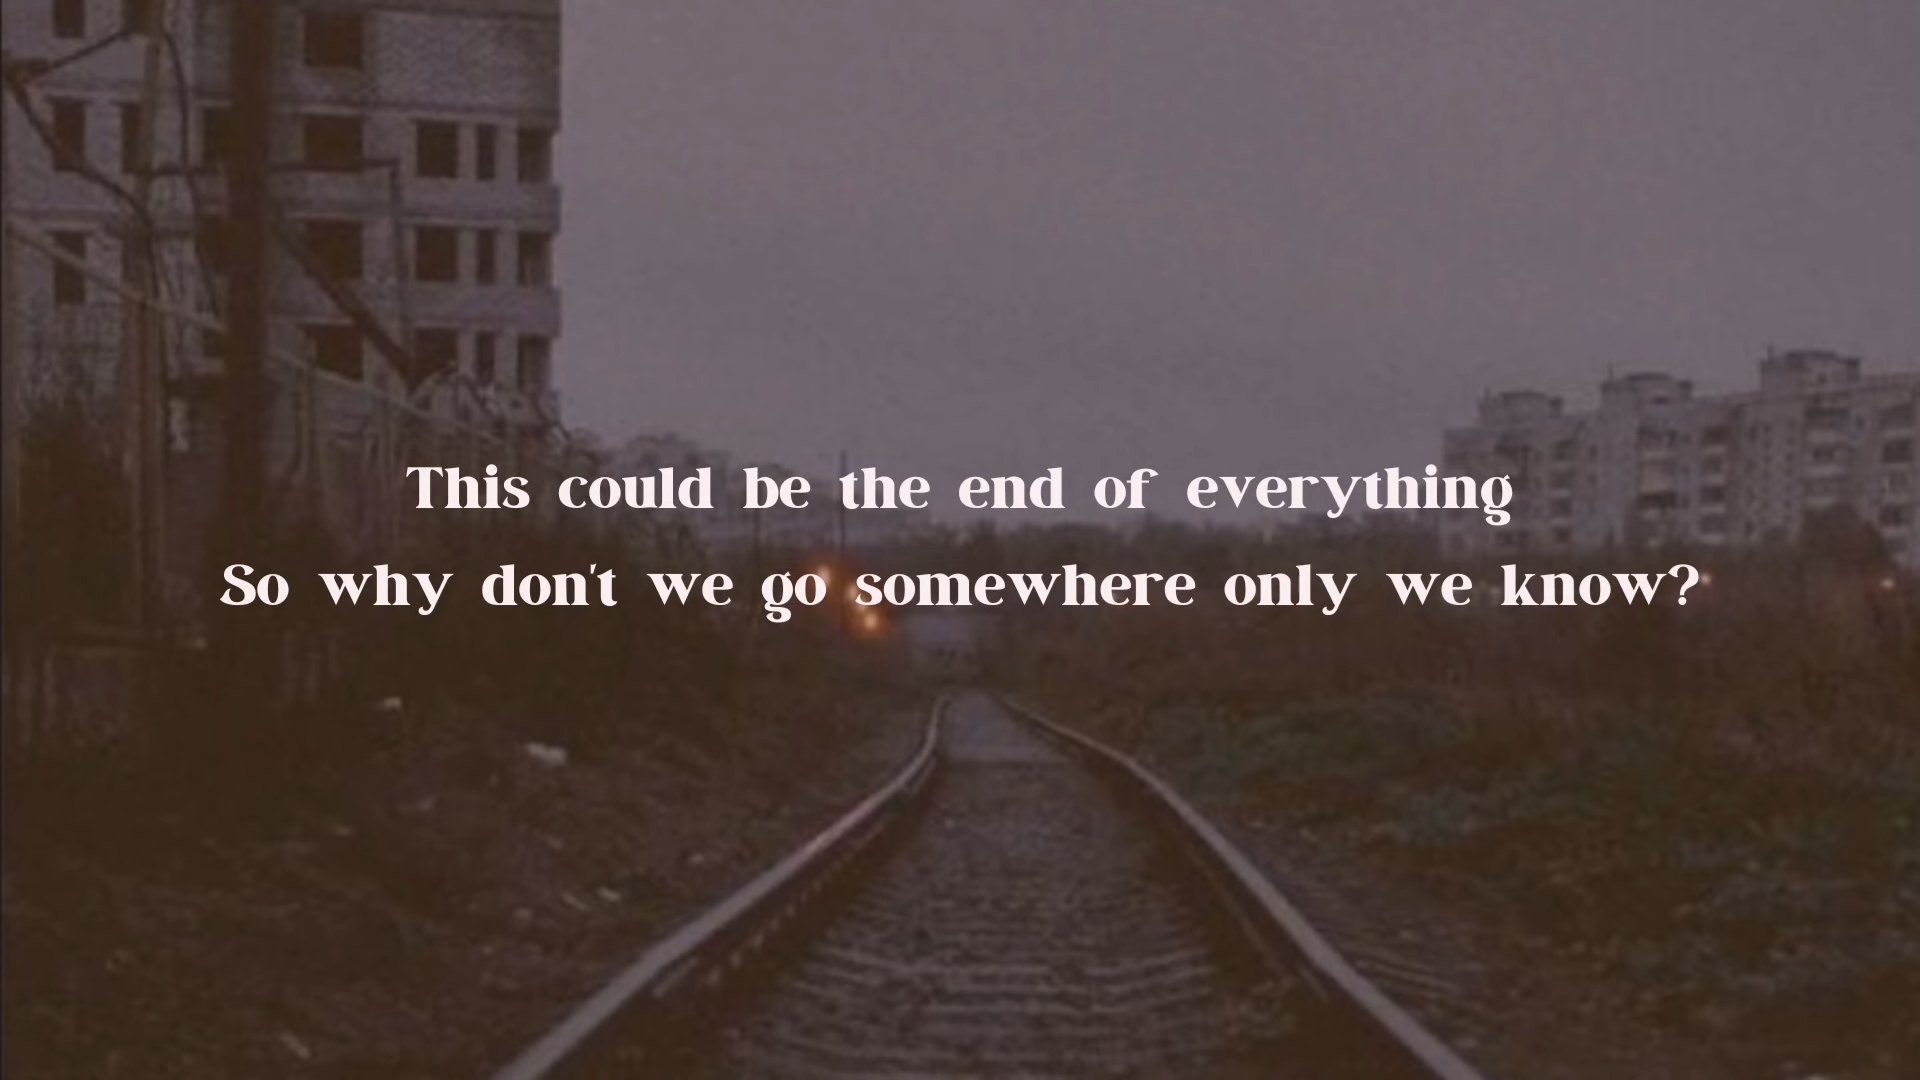 This could be the end of everything
So why don't we go somewhere only we know?